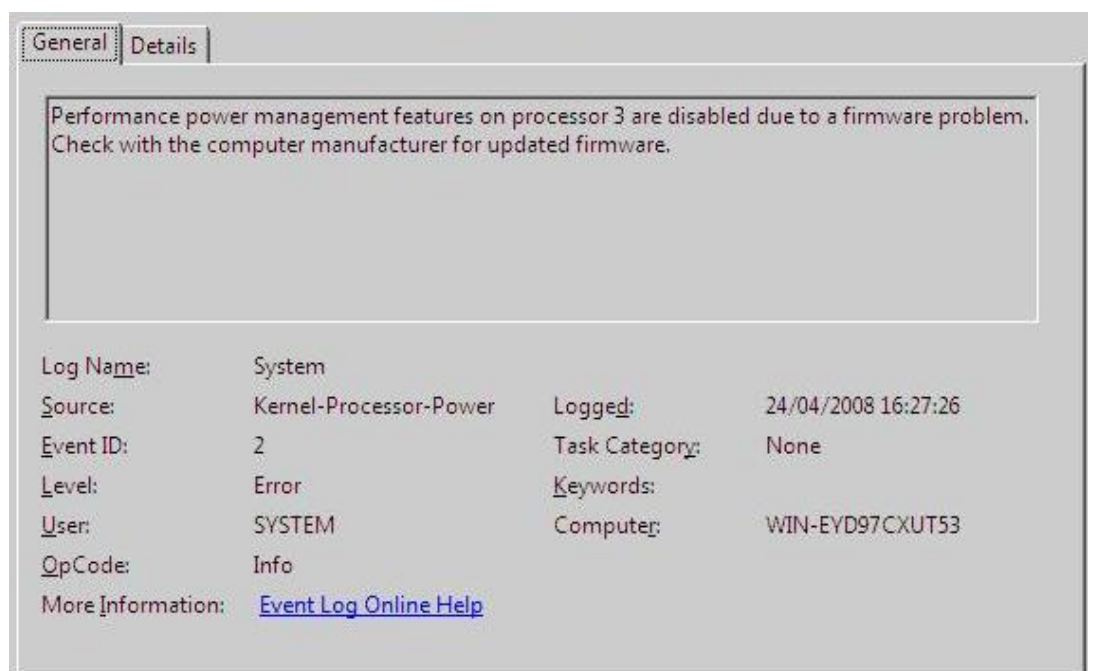 General Details
Performance power management features on processor 3 are disabled due to a firmware problem.
Check with the computer manufacturer for updated firmware.
Log Name: System
Source: Kernel-Processor-Power Logged: 24/04/2008 16:27:26
Event ID: 2 Task Category: None
Level: Error Keywords:
User: SYSTEM Computer: WIN-EYD97CXUT53
OpCode: Info
More Information: Event Log Online Help